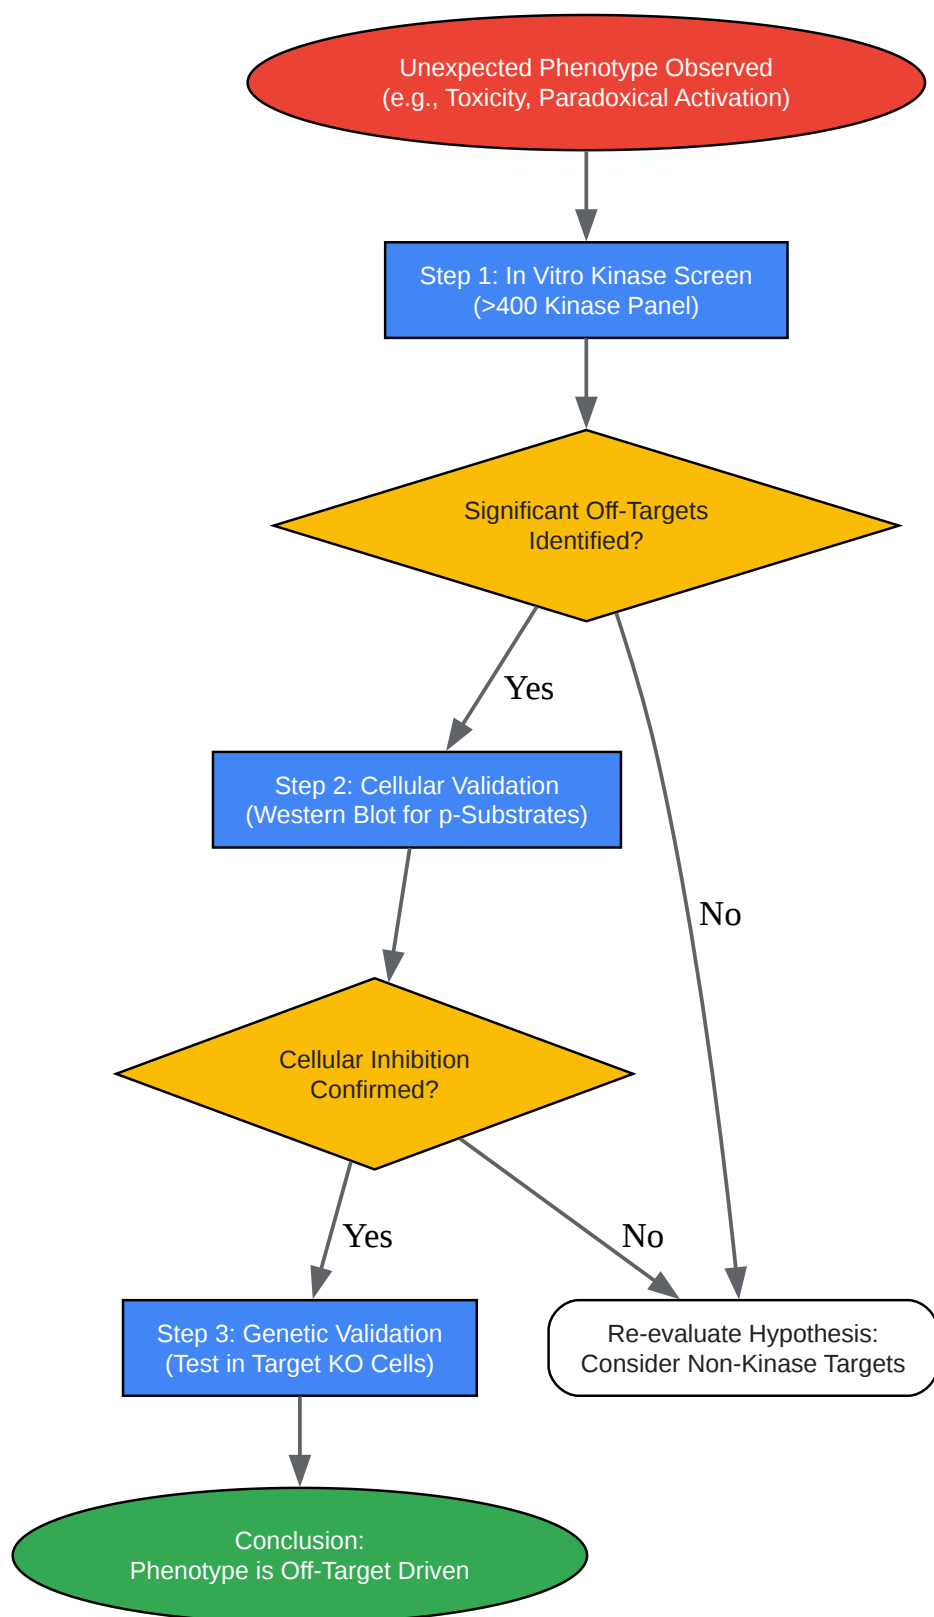 Unexpected Phenotype Observed
(e.g., Toxicity, Paradoxical Activation)
Step 1: In Vitro Kinase Screen
(>400 Kinase Panel)
Significant Off-Targets
Identified?
Yes
Step 2: Cellular Validation
(Western Blot for p-Substrates)
No
Cellular Inhibition
Confirmed?
Yes
No
Step 3: Genetic Validation
(Test in Target KO Cells)
Re-evaluate Hypothesis:
Consider Non-Kinase Targets
Conclusion:
Phenotype is Off-Target Driven